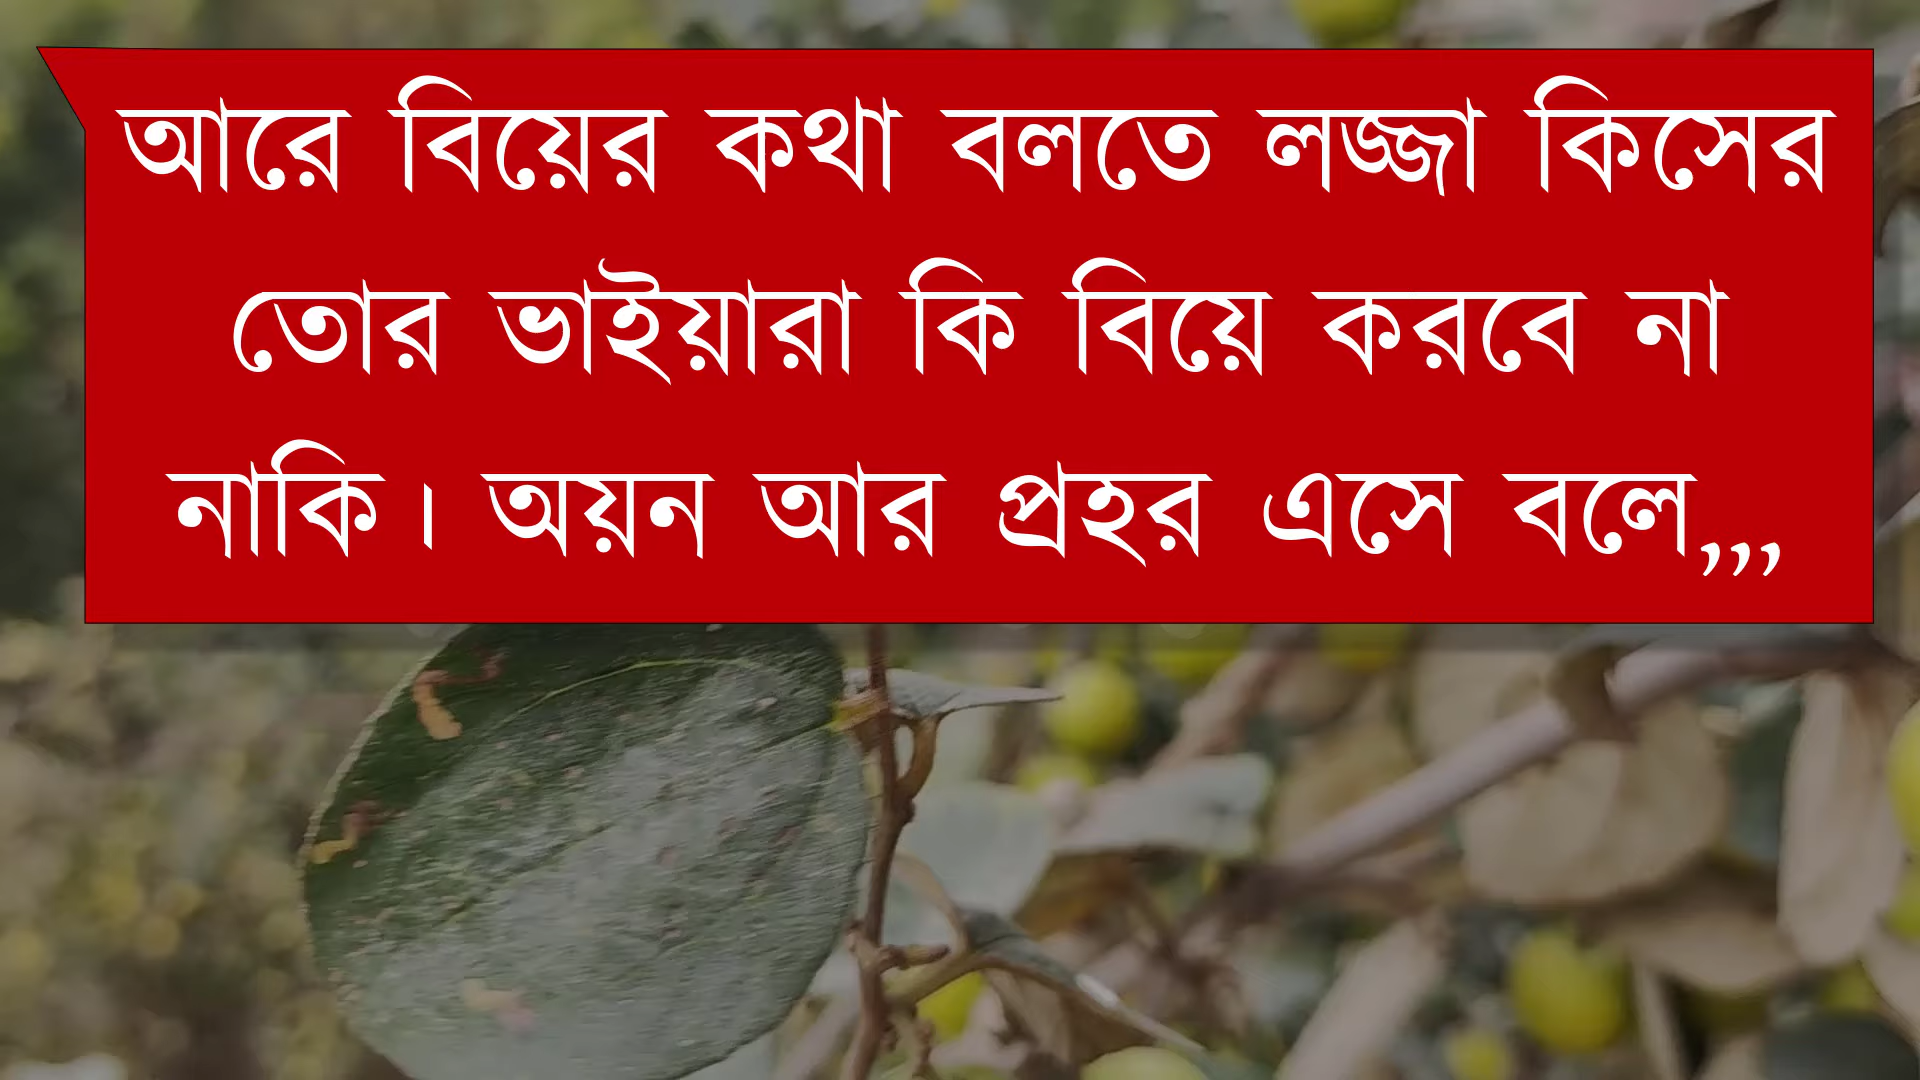 আরে বিয়ের কথা বলতে লজ্জা কিসের
তোর ভাইয়ারা কি বিয়ে করবে না
নাকি। অয়ন আর প্রহর এসে বলে,,,